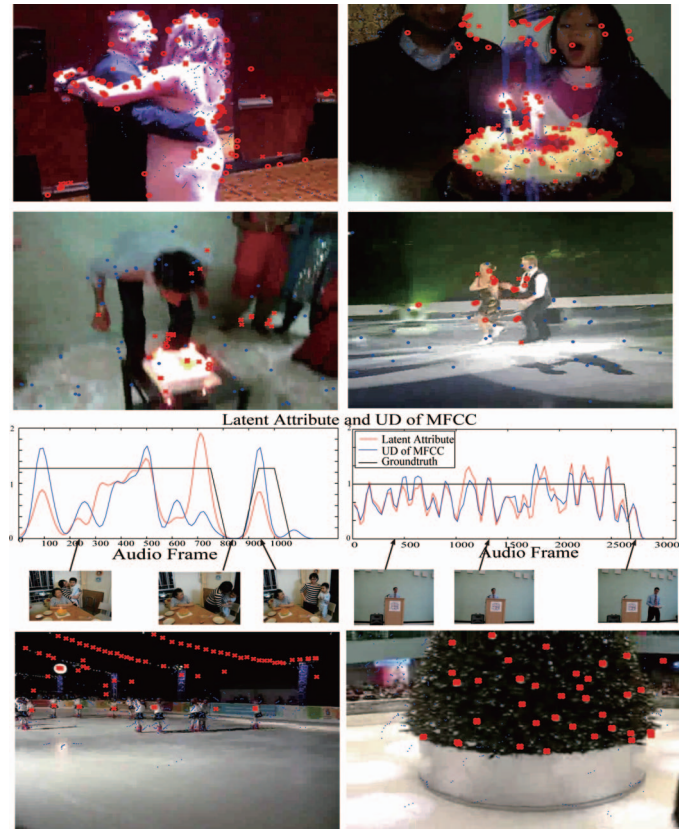 Latent Attribute and UD of MFCC
2
1
0
100 200 300 400 500 600 700 800 900 1000
Audio Frame
2
1
0
Latent Attribute
UD of MFCC
Groundtruth
500 1000 1500 2000 2500 3000
Audio Frame